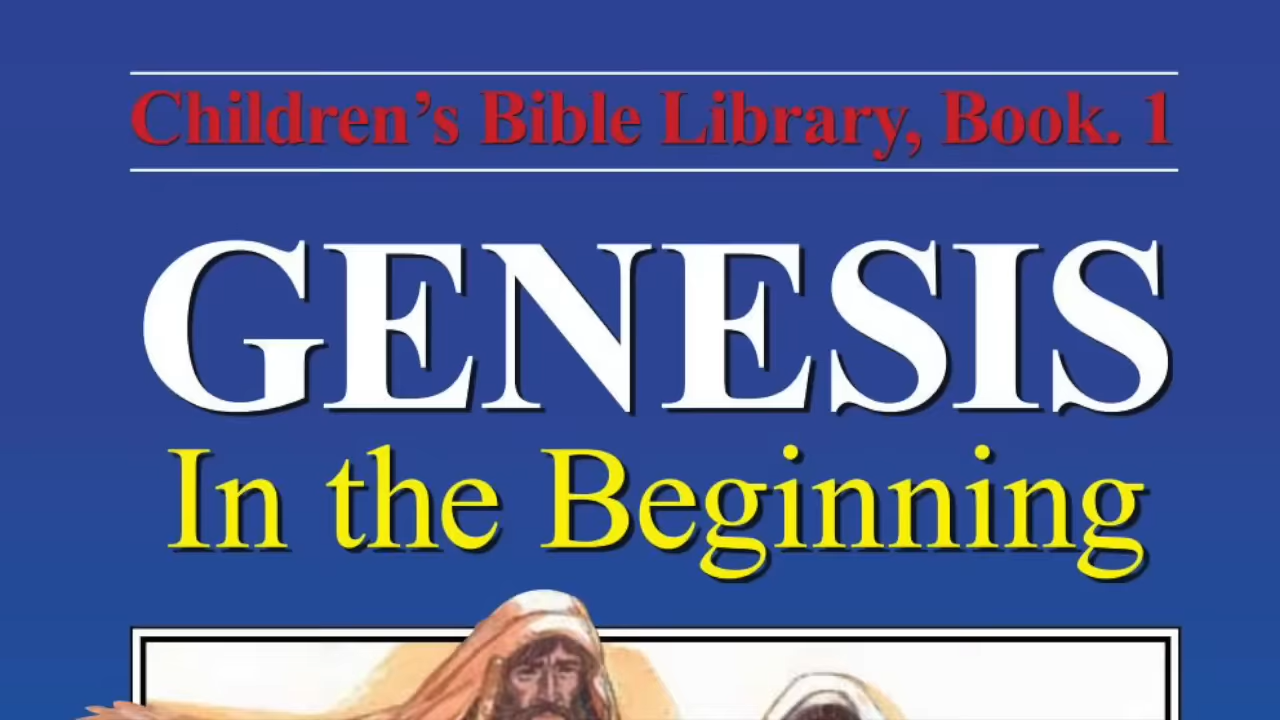 Children’s Bible Library, Book. 1
GENESIS
In the Beginning